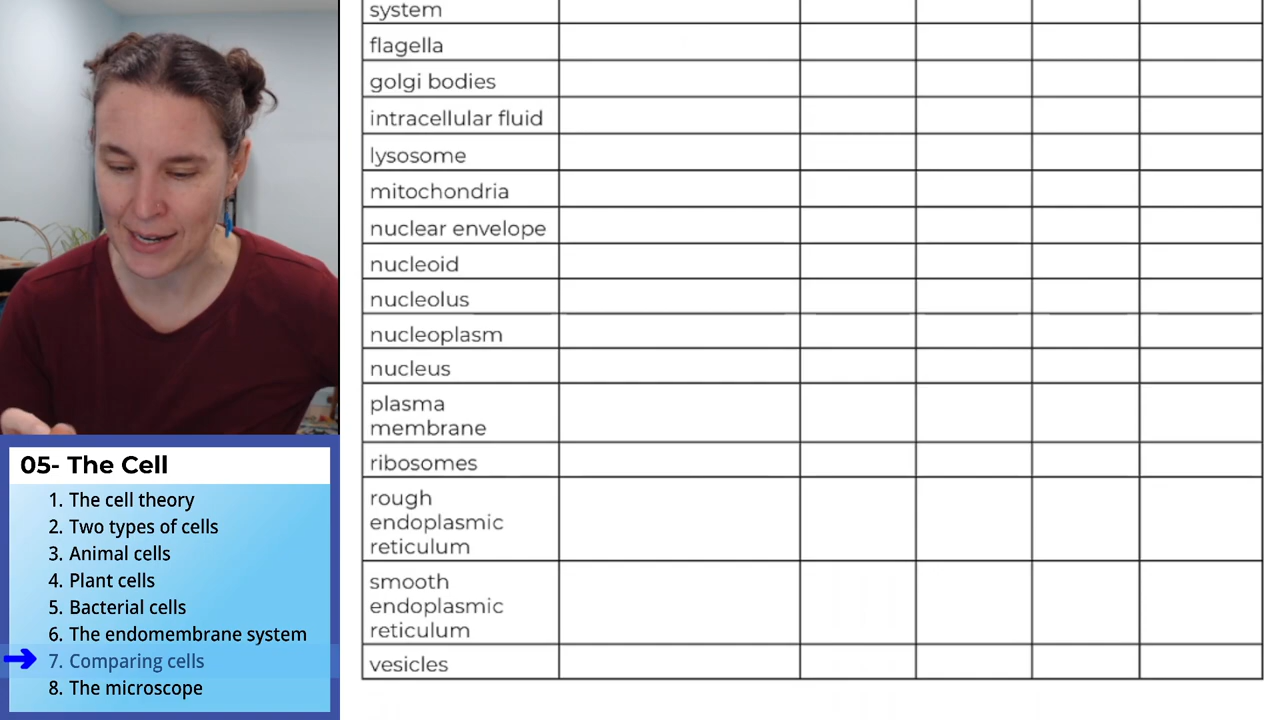 system
flagella
golgi bodies
intracellular fluid
lysosome
mitochondria
nuclear envelope
nucleoid
nucleolus
nucleoplasm
nucleus
plasma
membrane
ribosomes
rough
endoplasmic
reticulum
smooth
endoplasmic
reticulum
vesicles
05- The Cell
1. The cell theory
2. Two types of cells
3. Animal cells
4. Plant cells
5. Bacterial cells
6. The endomembrane system
7. Comparing cells
8. The microscope